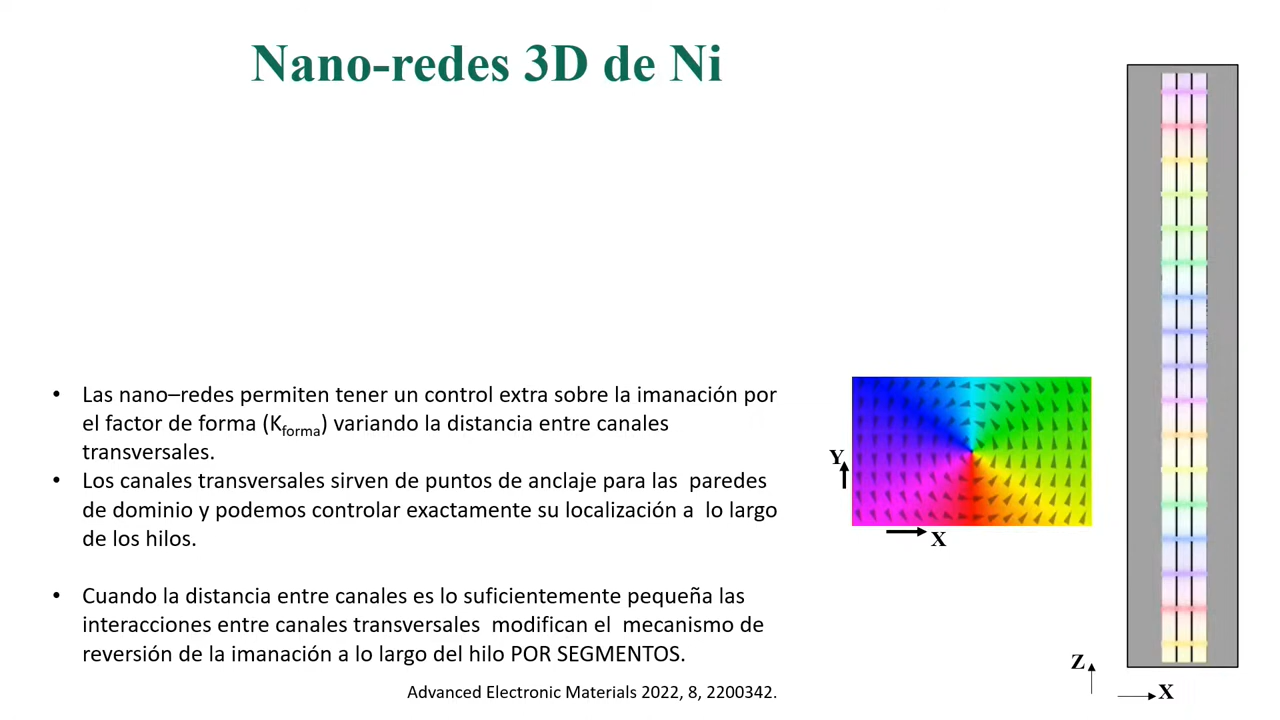 Nano-redes 3D de Ni
• Las nano–redes permiten tener un control extra sobre la imanación por
el factor de forma (Kforma) variando la distancia entre canales
transversales.
• Los canales transversales sirven de puntos de anclaje para las paredes
de dominio y podemos controlar exactamente su localización a lo largo
de los hilos.
• Cuando la distancia entre canales es lo suficientemente pequeña las
interacciones entre canales transversales modifican el mecanismo de
reversión de la imanación a lo largo del hilo POR SEGMENTOS.
Advanced Electronic Materials 2022, 8, 2200342.
Y
X
Z
X